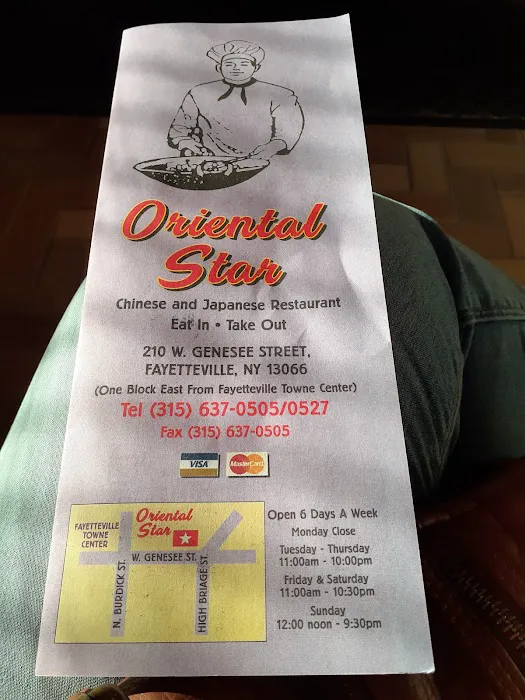 Oriental
Star
Chinese and Japanese Restaurant
Eat In • Take Out
210 W. GENESEE STREET,
FAYETTEVILLE, NY 13066
(One Block East From Fayetteville Towne Center)
Tel (315) 637-0505/0527
Fax (315) 637-0505
VISA
MasterCard
FAYETTEVILLE
TOWNE
CENTER
Oriental
Star
W. GENESEE ST.
N. BURDICK ST.
HIGH BRIAGE ST.
Open 6 Days A Week
Monday Close
Tuesday - Thursday
11:00am - 10:00pm
Friday & Saturday
11:00am - 10:30pm
Sunday
12:00 noon - 9:30pm